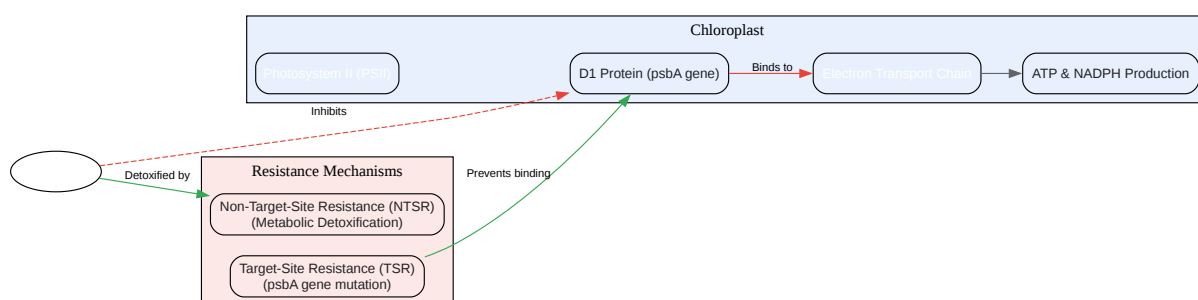 Chloroplast
Photosystem II (PSII)
D1 Protein (psbA gene)
Binds to
Electron Transport Chain
ATP & NADPH Production
Inhibits
Detoxified by
Resistance Mechanisms
Prevents binding
Non-Target-Site Resistance (NTSR)
(Metabolic Detoxification)
Target-Site Resistance (TSR)
(psbA gene mutation)